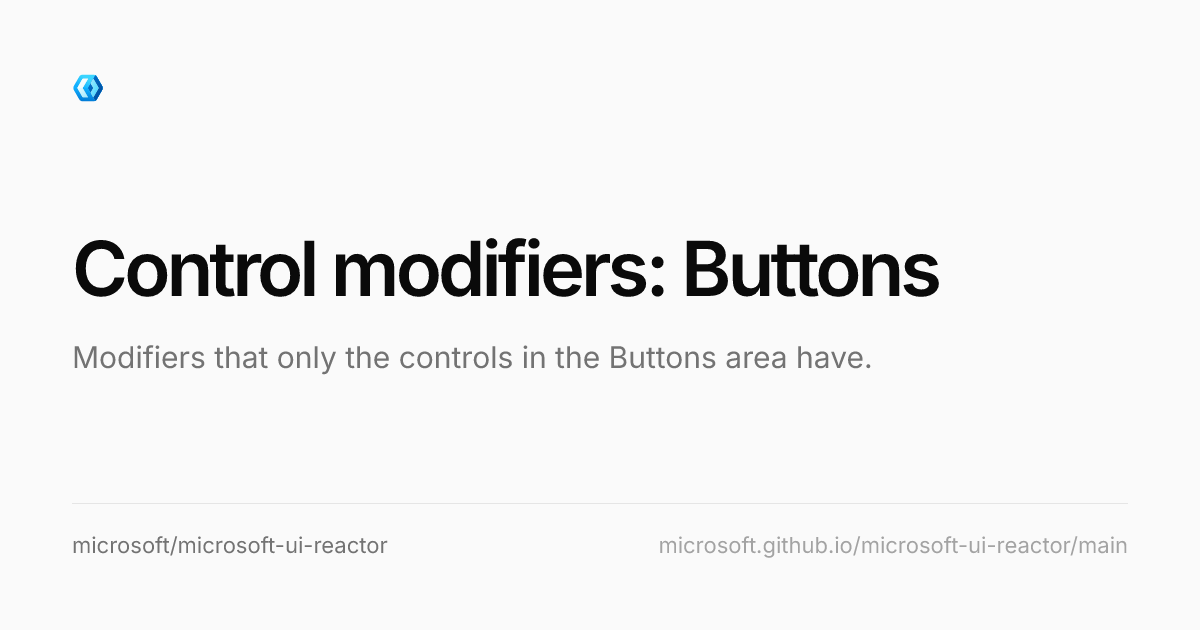 Control modifiers: Buttons
Modifiers that only the controls in the Buttons area have.
microsoft/microsoft-ui-reactor
microsoft.github.io/microsoft-ui-reactor/main